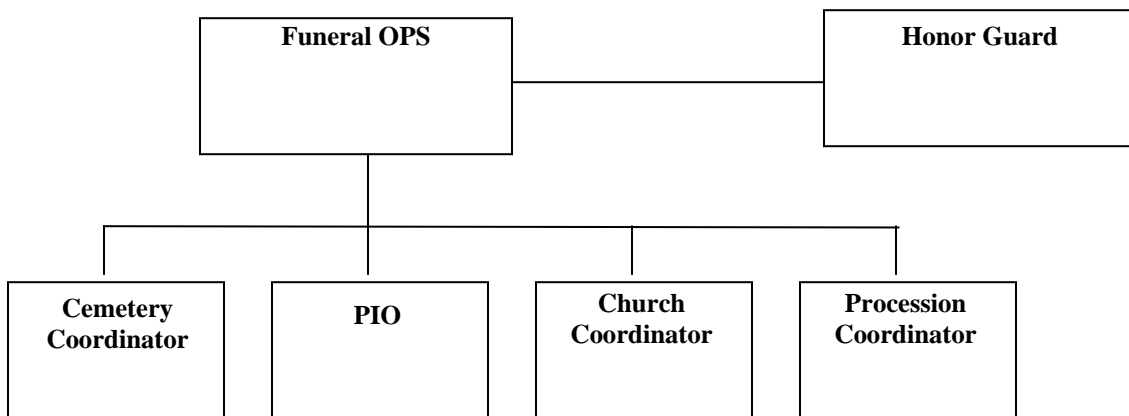 Funeral OPS
Honor Guard
Cemetery
Coordinator
PIO
Church
Coordinator
Procession
Coordinator